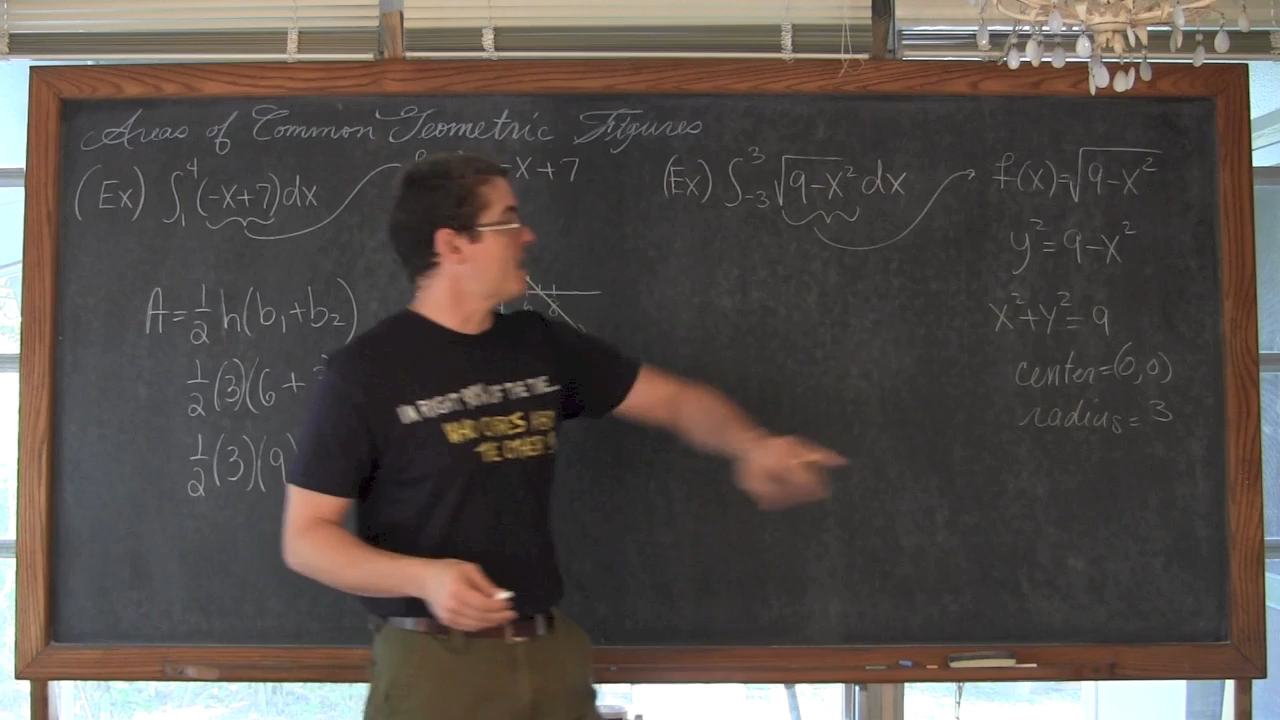 Areas of Common Geometric Figures
(Ex) ∫₁⁴ (-x+7)dx
-x+7
A=½ h(b₁+b₂)
½(3)(6+
½(3)(9
(Ex) ∫₋₃³ √(9-x²) dx
f(x)=√(9-x²)
y²=9-x²
x²+y²=9
center=(0,0)
radius=3